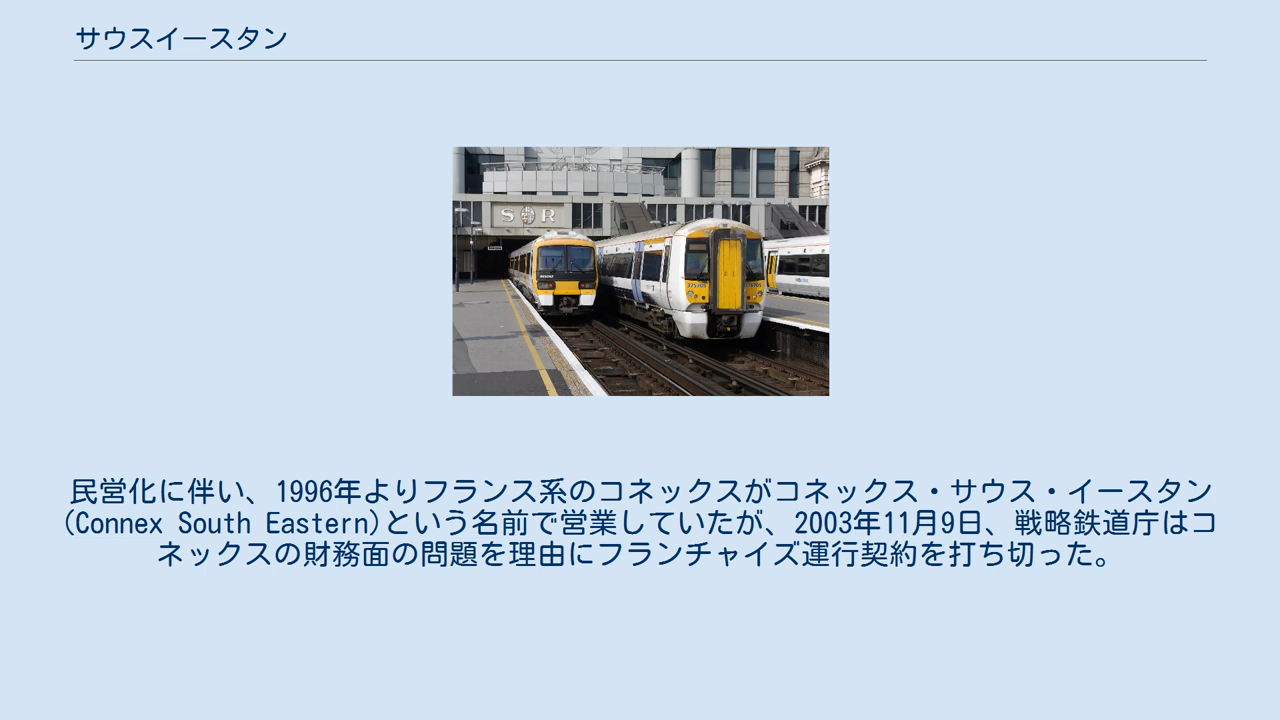 サウスイースタン
S R
375705
民営化に伴い、1996年よりフランス系のコネックスがコネックス・サウス・イースタン
(Connex South Eastern)という名前で営業していたが、2003年11月9日、戦略鉄道庁はコ
ネックスの財務面の問題を理由にフランチャイズ運行契約を打ち切った。